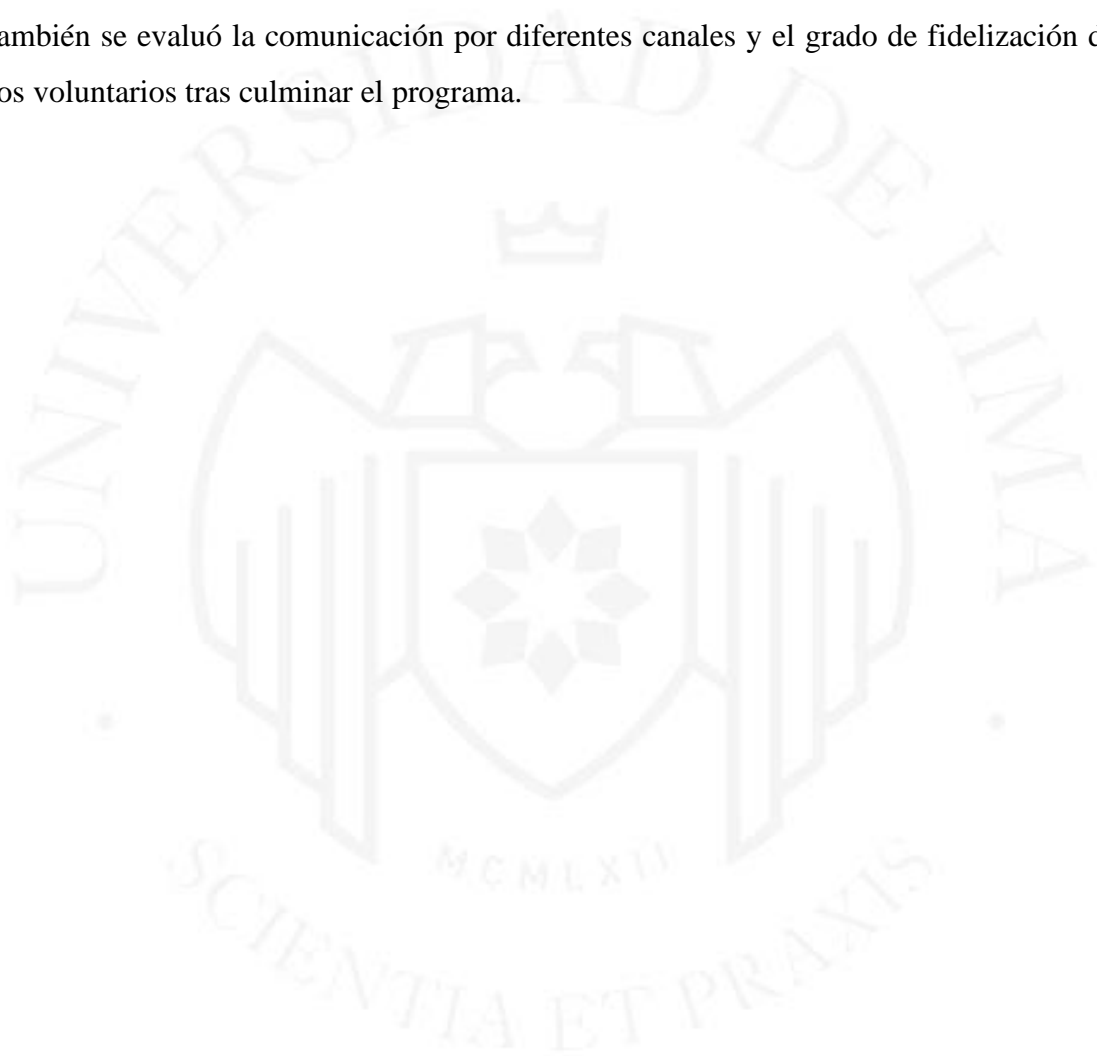 ambién se evaluó la comunicación por diferentes canales y el grado de fidelización d
os voluntarios tras culminar el programa.
UNIVERSIDAD DE LIMA
MCMLXII
SCIENTIA ET PRAXIS